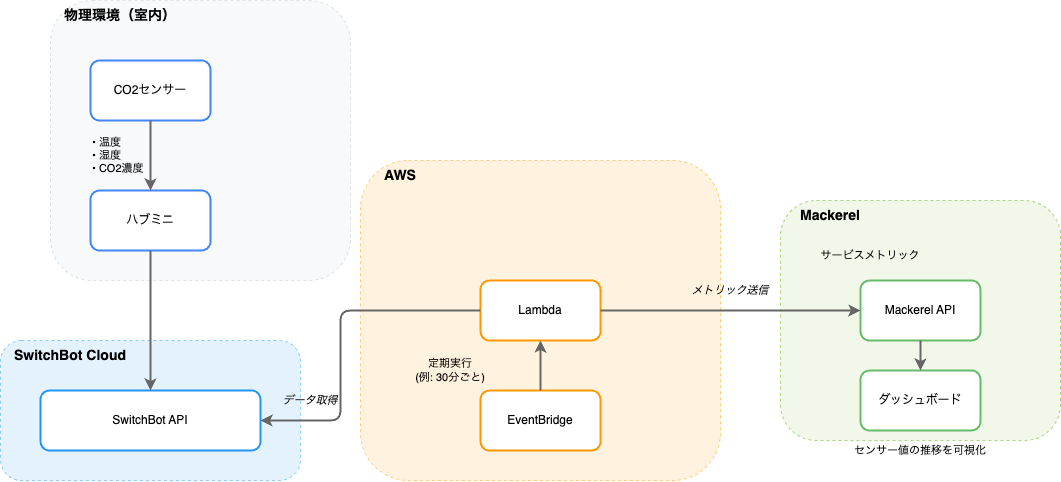 物理環境（室内）
CO2センサー
・温度
・湿度
・CO2濃度
ハブミニ
SwitchBot Cloud
SwitchBot API
データ取得
AWS
Lambda
定期実行
(例: 30分ごと)
EventBridge
メトリック送信
Mackerel
サービスメトリック
Mackerel API
ダッシュボード
センサー値の推移を可視化